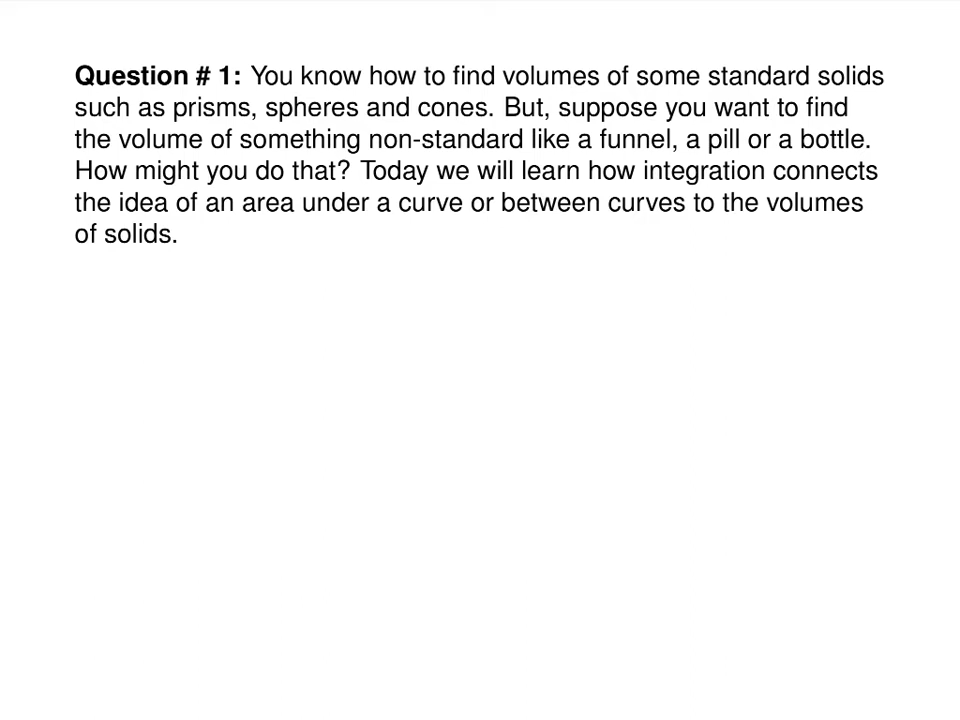 Question # 1: You know how to find volumes of some standard solids
such as prisms, spheres and cones. But, suppose you want to find
the volume of something non-standard like a funnel, a pill or a bottle.
How might you do that? Today we will learn how integration connects
the idea of an area under a curve or between curves to the volumes
of solids.